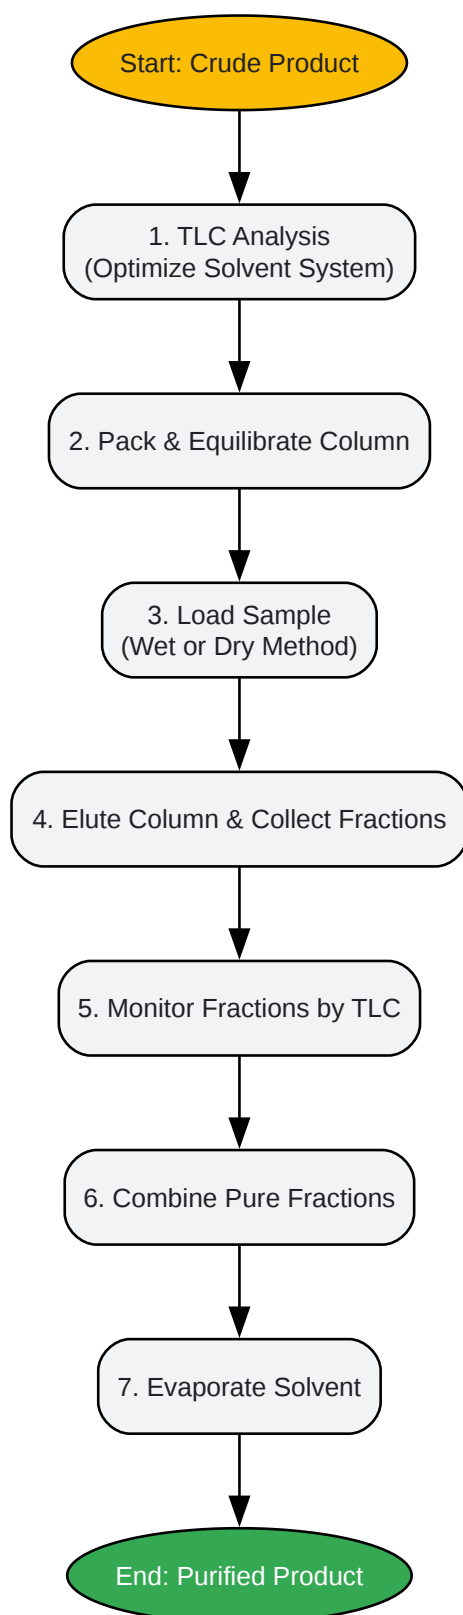 Start: Crude Product
1. TLC Analysis
(Optimize Solvent System)
2. Pack & Equilibrate Column
3. Load Sample
(Wet or Dry Method)
4. Elute Column & Collect Fractions
5. Monitor Fractions by TLC
6. Combine Pure Fractions
7. Evaporate Solvent
End: Purified Product